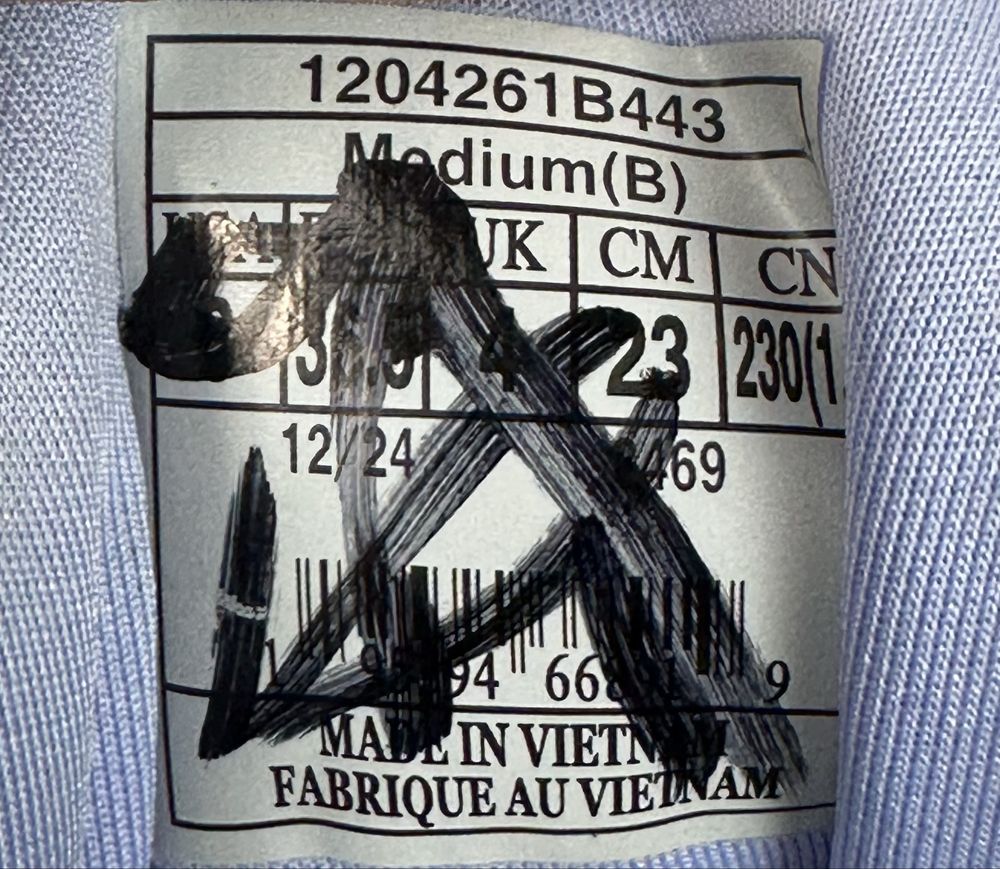 1204261B443
Medium(B)
USA UK CM CN
4 23 230(1
12/24 469
94 9
MADE IN VIETNAM
FABRIQUE AU VIETNAM